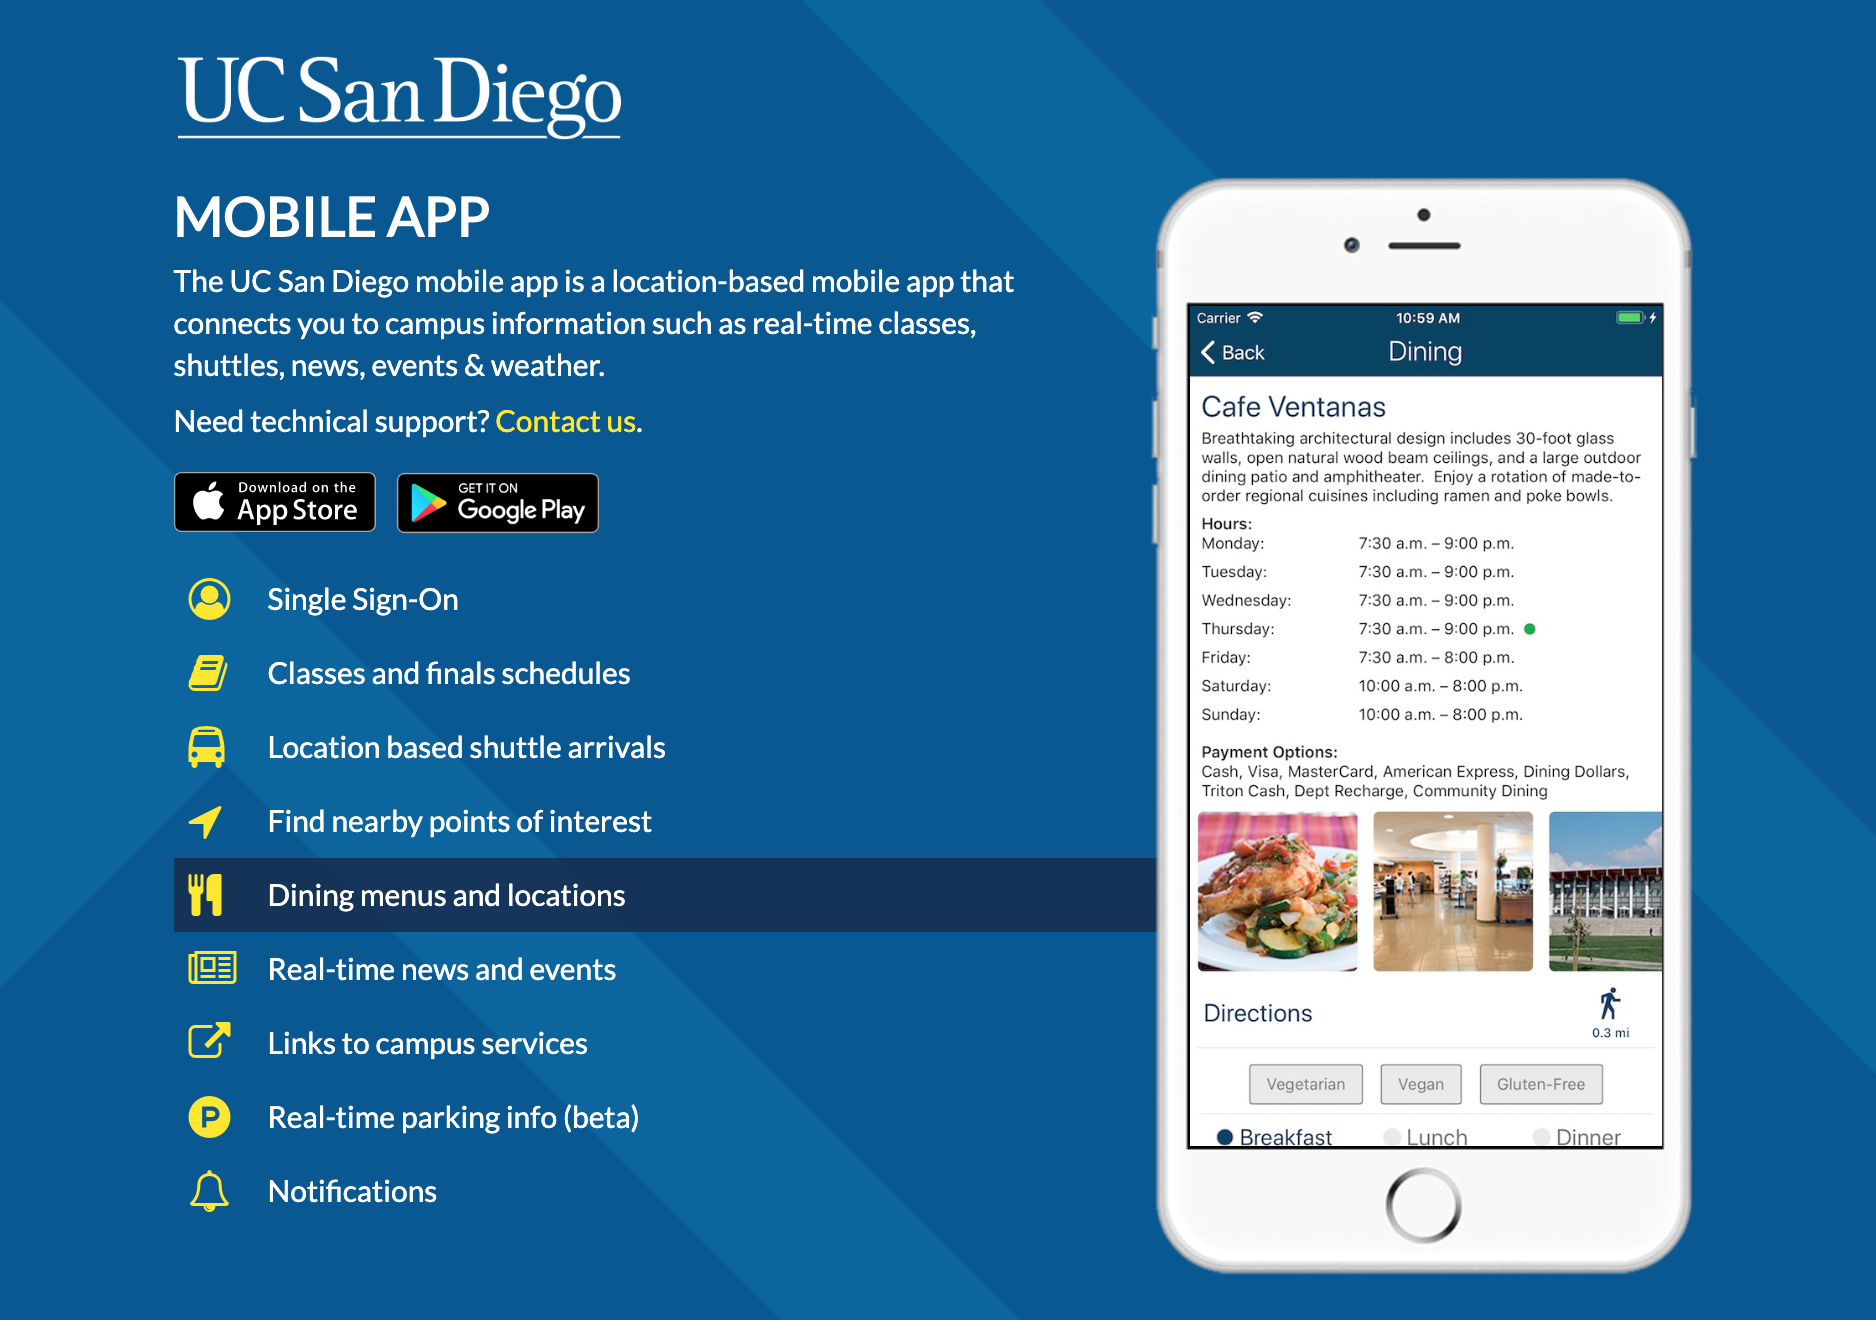 UC San Diego
MOBILE APP
The UC San Diego mobile app is a location-based mobile app that
connects you to campus information such as real-time classes,
shuttles, news, events & weather.
Need technical support? Contact us.
Download on the
App Store
GET IT ON
Google Play
Single Sign-On
Classes and finals schedules
Location based shuttle arrivals
Find nearby points of interest
Dining menus and locations
Real-time news and events
Links to campus services
P
Real-time parking info (beta)
Notifications
Carrier 10:59 AM
Back Dining
Cafe Ventanas
Breathtaking architectural design includes 30-foot glass
walls, open natural wood beam ceilings, and a large outdoor
dining patio and amphitheater. Enjoy a rotation of made-to-
order regional cuisines including ramen and poke bowls.
Hours:
Monday: 7:30 a.m. – 9:00 p.m.
Tuesday: 7:30 a.m. – 9:00 p.m.
Wednesday: 7:30 a.m. – 9:00 p.m.
Thursday: 7:30 a.m. – 9:00 p.m.
Friday: 7:30 a.m. – 8:00 p.m.
Saturday: 10:00 a.m. – 8:00 p.m.
Sunday: 10:00 a.m. – 8:00 p.m.
Payment Options:
Cash, Visa, MasterCard, American Express, Dining Dollars,
Triton Cash, Dept Recharge, Community Dining
Directions
0.3 mi
Vegetarian Vegan Gluten-Free
Breakfast Lunch Dinner